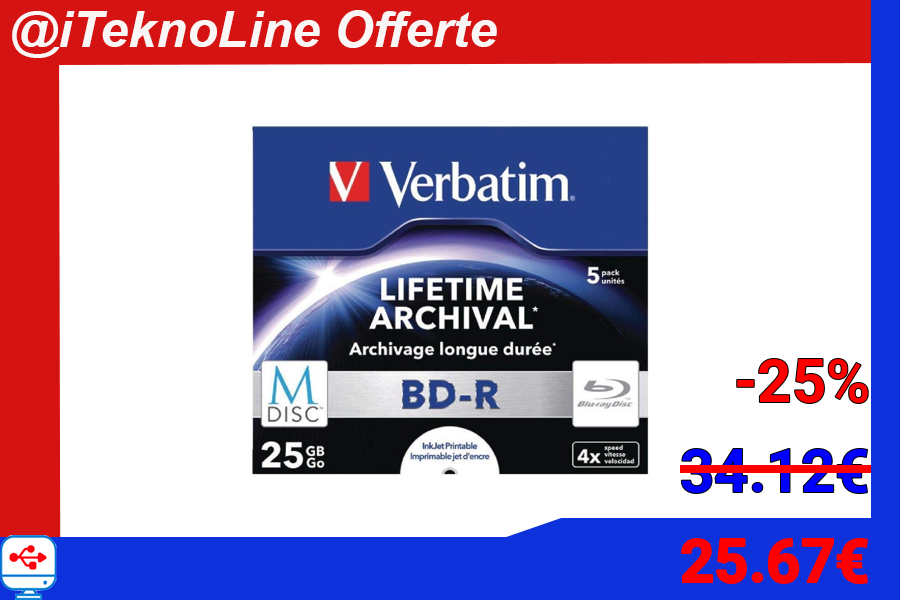 @iTeknoLine Offerte
Verbatim®
5 pack
unités
LIFETIME
ARCHIVAL*
Archivage longue durée*
M
DISC™
BD-R
Blu-ray Disc
25 GB
Go
InkJet Printable
Imprimable jet d'encre
4x speed
vitesse
velocidad
-25%
34.12€
25.67€